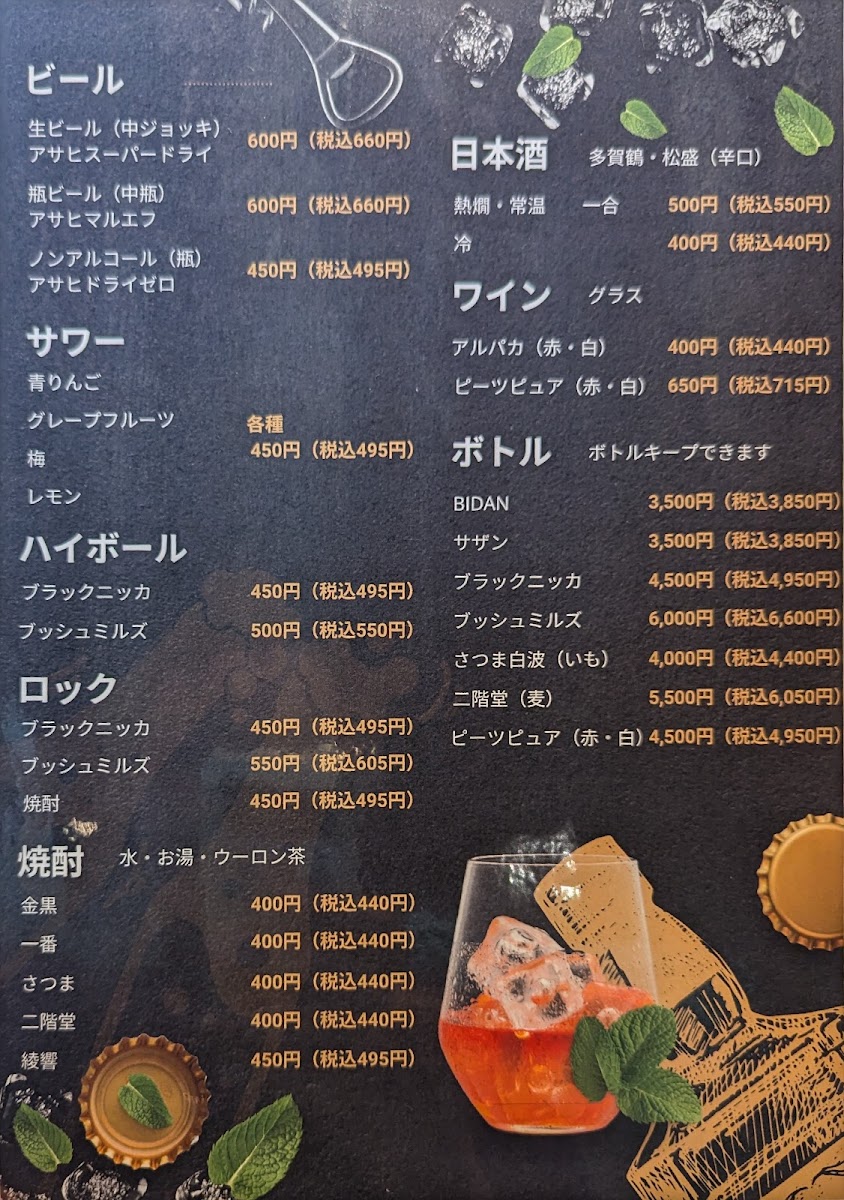 ビール
生ビール（中ジョッキ）
アサヒスーパードライ
600円（税込660円）
瓶ビール（中瓶）
アサヒマルエフ
600円（税込660円）
ノンアルコール（瓶）
アサヒドライゼロ
450円（税込495円）
サワー
青りんご
グレープフルーツ
梅
レモン
各種
450円（税込495円）
ハイボール
ブラックニッカ 450円（税込495円）
ブッシュミルズ 500円（税込550円）
ロック
ブラックニッカ 450円（税込495円）
ブッシュミルズ 550円（税込605円）
焼酎 450円（税込495円）
焼酎 水・お湯・ウーロン茶
金黒 400円（税込440円）
一番 400円（税込440円）
さつま 400円（税込440円）
二階堂 400円（税込440円）
綾響 450円（税込495円）
日本酒 多賀鶴・松盛（辛口）
熱燗・常温 一合 500円（税込550円）
冷 400円（税込440円）
ワイン グラス
アルパカ（赤・白） 400円（税込440円）
ピーツピュア（赤・白） 650円（税込715円）
ボトル ボトルキープできます
BIDAN 3,500円（税込3,850円）
サザン 3,500円（税込3,850円）
ブラックニッカ 4,500円（税込4,950円）
ブッシュミルズ 6,000円（税込6,600円）
さつま白波（いも） 4,000円（税込4,400円）
二階堂（麦） 5,500円（税込6,050円）
ピーツピュア（赤・白） 4,500円（税込4,950円）